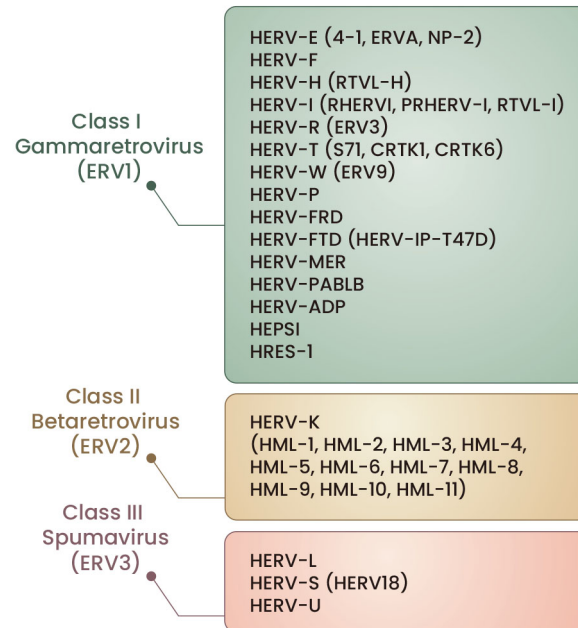 Class I
Gammaretrovirus
(ERV1)
HERV-E (4-1, ERVA, NP-2)
HERV-F
HERV-H (RTVL-H)
HERV-I (RHERVI, PRHERV-I, RTVL-I)
HERV-R (ERV3)
HERV-T (S71, CRTK1, CRTK6)
HERV-W (ERV9)
HERV-P
HERV-FRD
HERV-FTD (HERV-IP-T47D)
HERV-MER
HERV-PABLB
HERV-ADP
HEPSI
HRES-1
Class II
Betaretrovirus
(ERV2)
HERV-K
(HML-1, HML-2, HML-3, HML-4,
HML-5, HML-6, HML-7, HML-8,
HML-9, HML-10, HML-11)
Class III
Spumavirus
(ERV3)
HERV-L
HERV-S (HERV18)
HERV-U